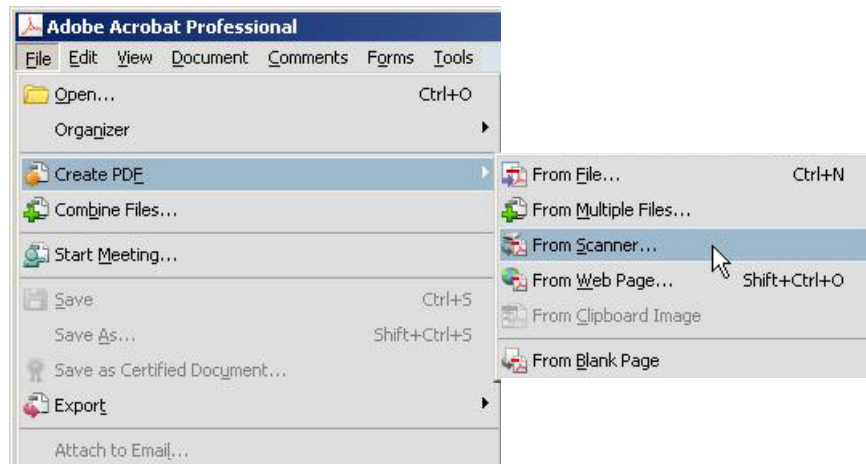 Adobe Acrobat Professional
File Edit View Document Comments Forms Tools
Open... Ctrl+O
Organizer
Create PDF
Combine Files...
Start Meeting...
Save Ctrl+S
Save As... Shift+Ctrl+S
Save as Certified Document...
Export
Attach to Email...
From File... Ctrl+N
From Multiple Files...
From Scanner...
From Web Page... Shift+Ctrl+O
From Clipboard Image
From Blank Page